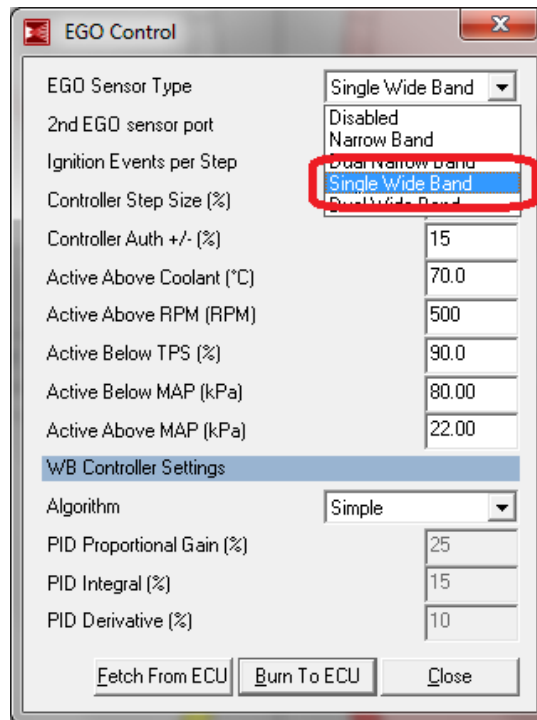 EGO Control
EGO Sensor Type Single Wide Band
2nd EGO sensor port Disabled
Narrow Band
Ignition Events per Step Dual Narrow Band
Single Wide Band
Controller Step Size (%) Dual Wide Band
Controller Auth +/- (%) 15
Active Above Coolant (°C) 70.0
Active Above RPM (RPM) 500
Active Below TPS (%) 90.0
Active Below MAP (kPa) 80.00
Active Above MAP (kPa) 22.00
WB Controller Settings
Algorithm Simple
PID Proportional Gain (%) 25
PID Integral (%) 15
PID Derivative (%) 10
Fetch From ECU Burn To ECU Close